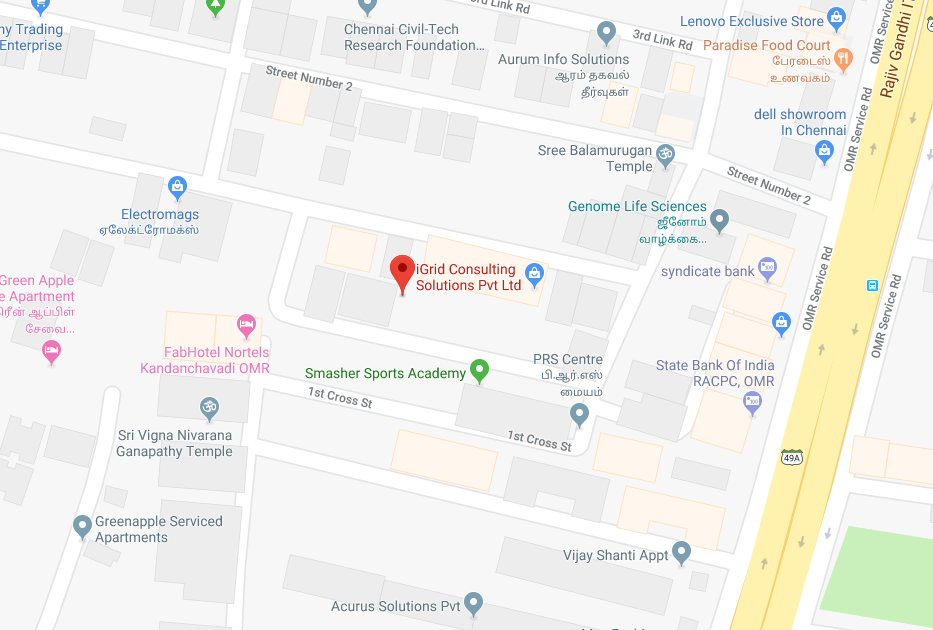 3rd Link Rd
ny Trading
Enterprise
Chennai Civil-Tech
Research Foundation...
Lenovo Exclusive Store
3rd Link Rd
Paradise Food Court
பேரடைஸ்
உணவகம்
Aurum Info Solutions
ஆரம் தகவல்
தீர்வுகள்
OMR Service Rd
Rajiv Gandhi IT
Street Number 2
dell showroom
In Chennai
OMR Service Rd
Sree Balamurugan
Temple
Street Number 2
Electromags
ஏலேக்ட்ரோமக்ஸ்
Genome Life Sciences
ஜீனோம்
வாழ்க்கை...
iGrid Consulting
Solutions Pvt Ltd
syndicate bank
OMR Service Rd
OMR Service Rd
Green Apple
e Apartment
ிரீன் ஆப்பிள்
சேவை...
FabHotel Nortels
Kandanchavadi OMR
Smasher Sports Academy
PRS Centre
பி.ஆர்.எஸ்
மையம்
State Bank Of India
RACPC, OMR
1st Cross St
1st Cross St
Sri Vigna Nivarana
Ganapathy Temple
49A
Greenapple Serviced
Apartments
Vijay Shanti Appt
Acurus Solutions Pvt